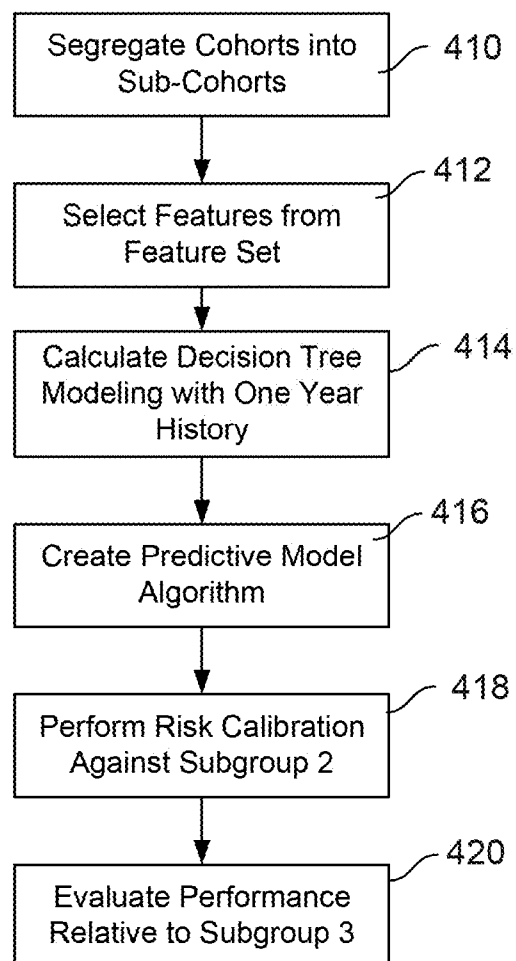 Segregate Cohorts into
Sub-Cohorts
410
Select Features from
Feature Set
412
Calculate Decision Tree
Modeling with One Year
History
414
Create Predictive Model
Algorithm
416
Perform Risk Calibration
Against Subgroup 2
418
Evaluate Performance
Relative to Subgroup 3
420